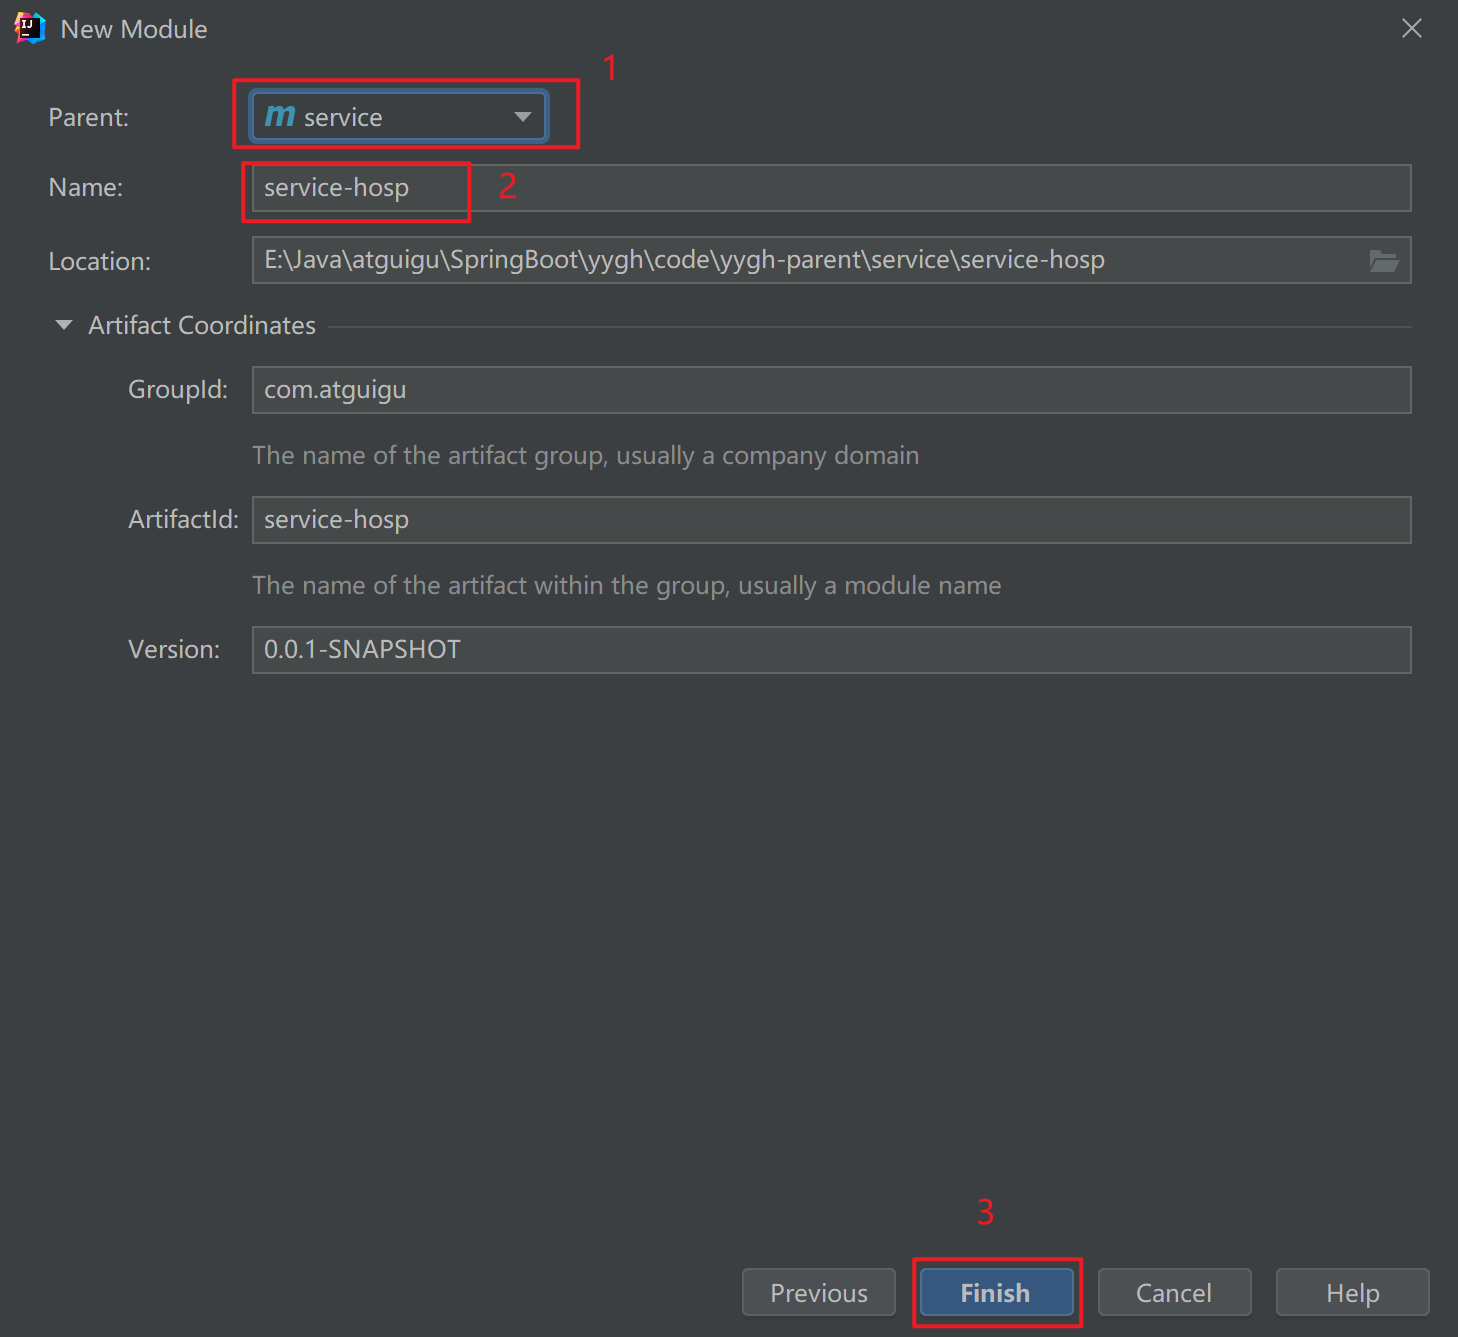 New Module
1
Parent: m service
Name: service-hosp 2
Location: E:\Java\atguigu\SpringBoot\yygh\code\yygh-parent\service\service-hosp
Artifact Coordinates
GroupId: com.atguigu
The name of the artifact group, usually a company domain
ArtifactId: service-hosp
The name of the artifact within the group, usually a module name
Version: 0.0.1-SNAPSHOT
3
Previous Finish Cancel Help